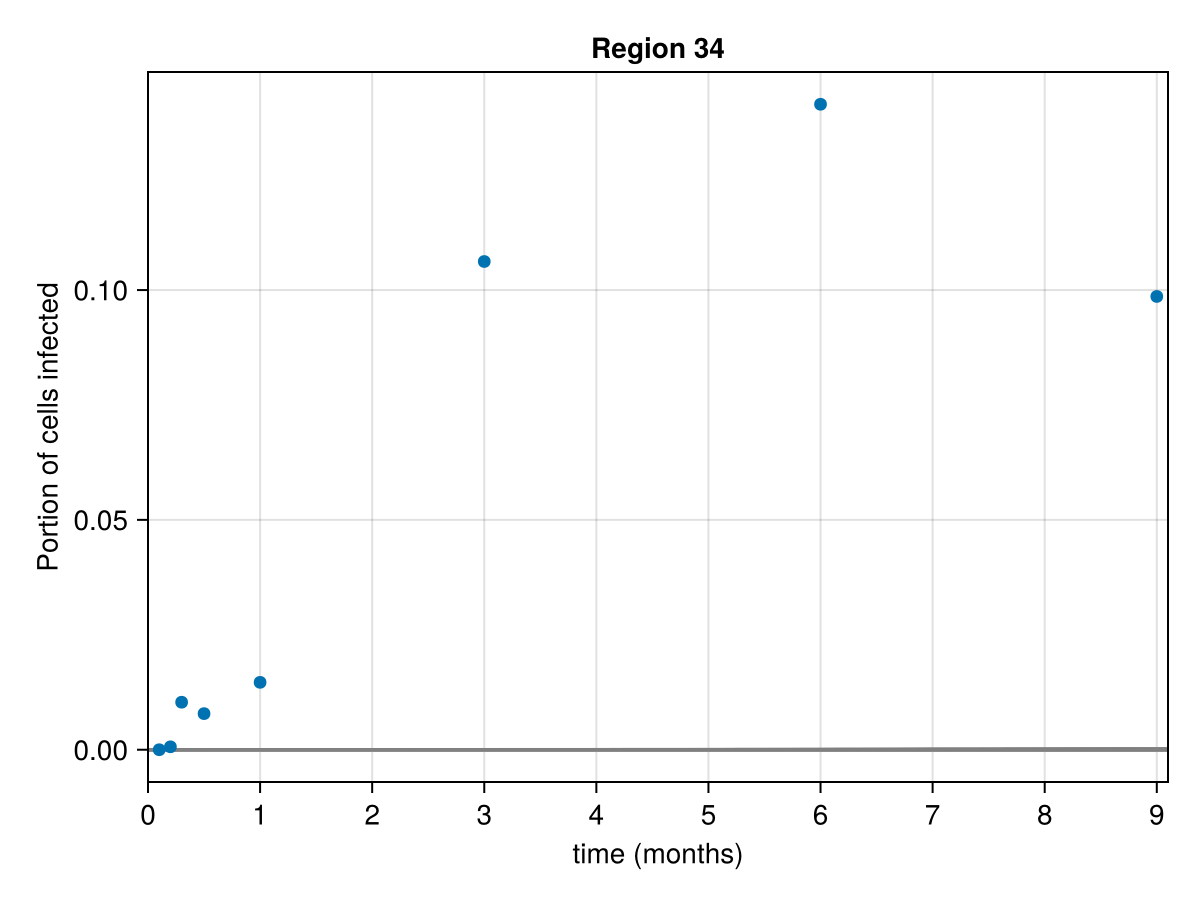 Region 34
Portion of cells infected
0.10
0.05
0.00
0 1 2 3 4 5 6 7 8 9
time (months)